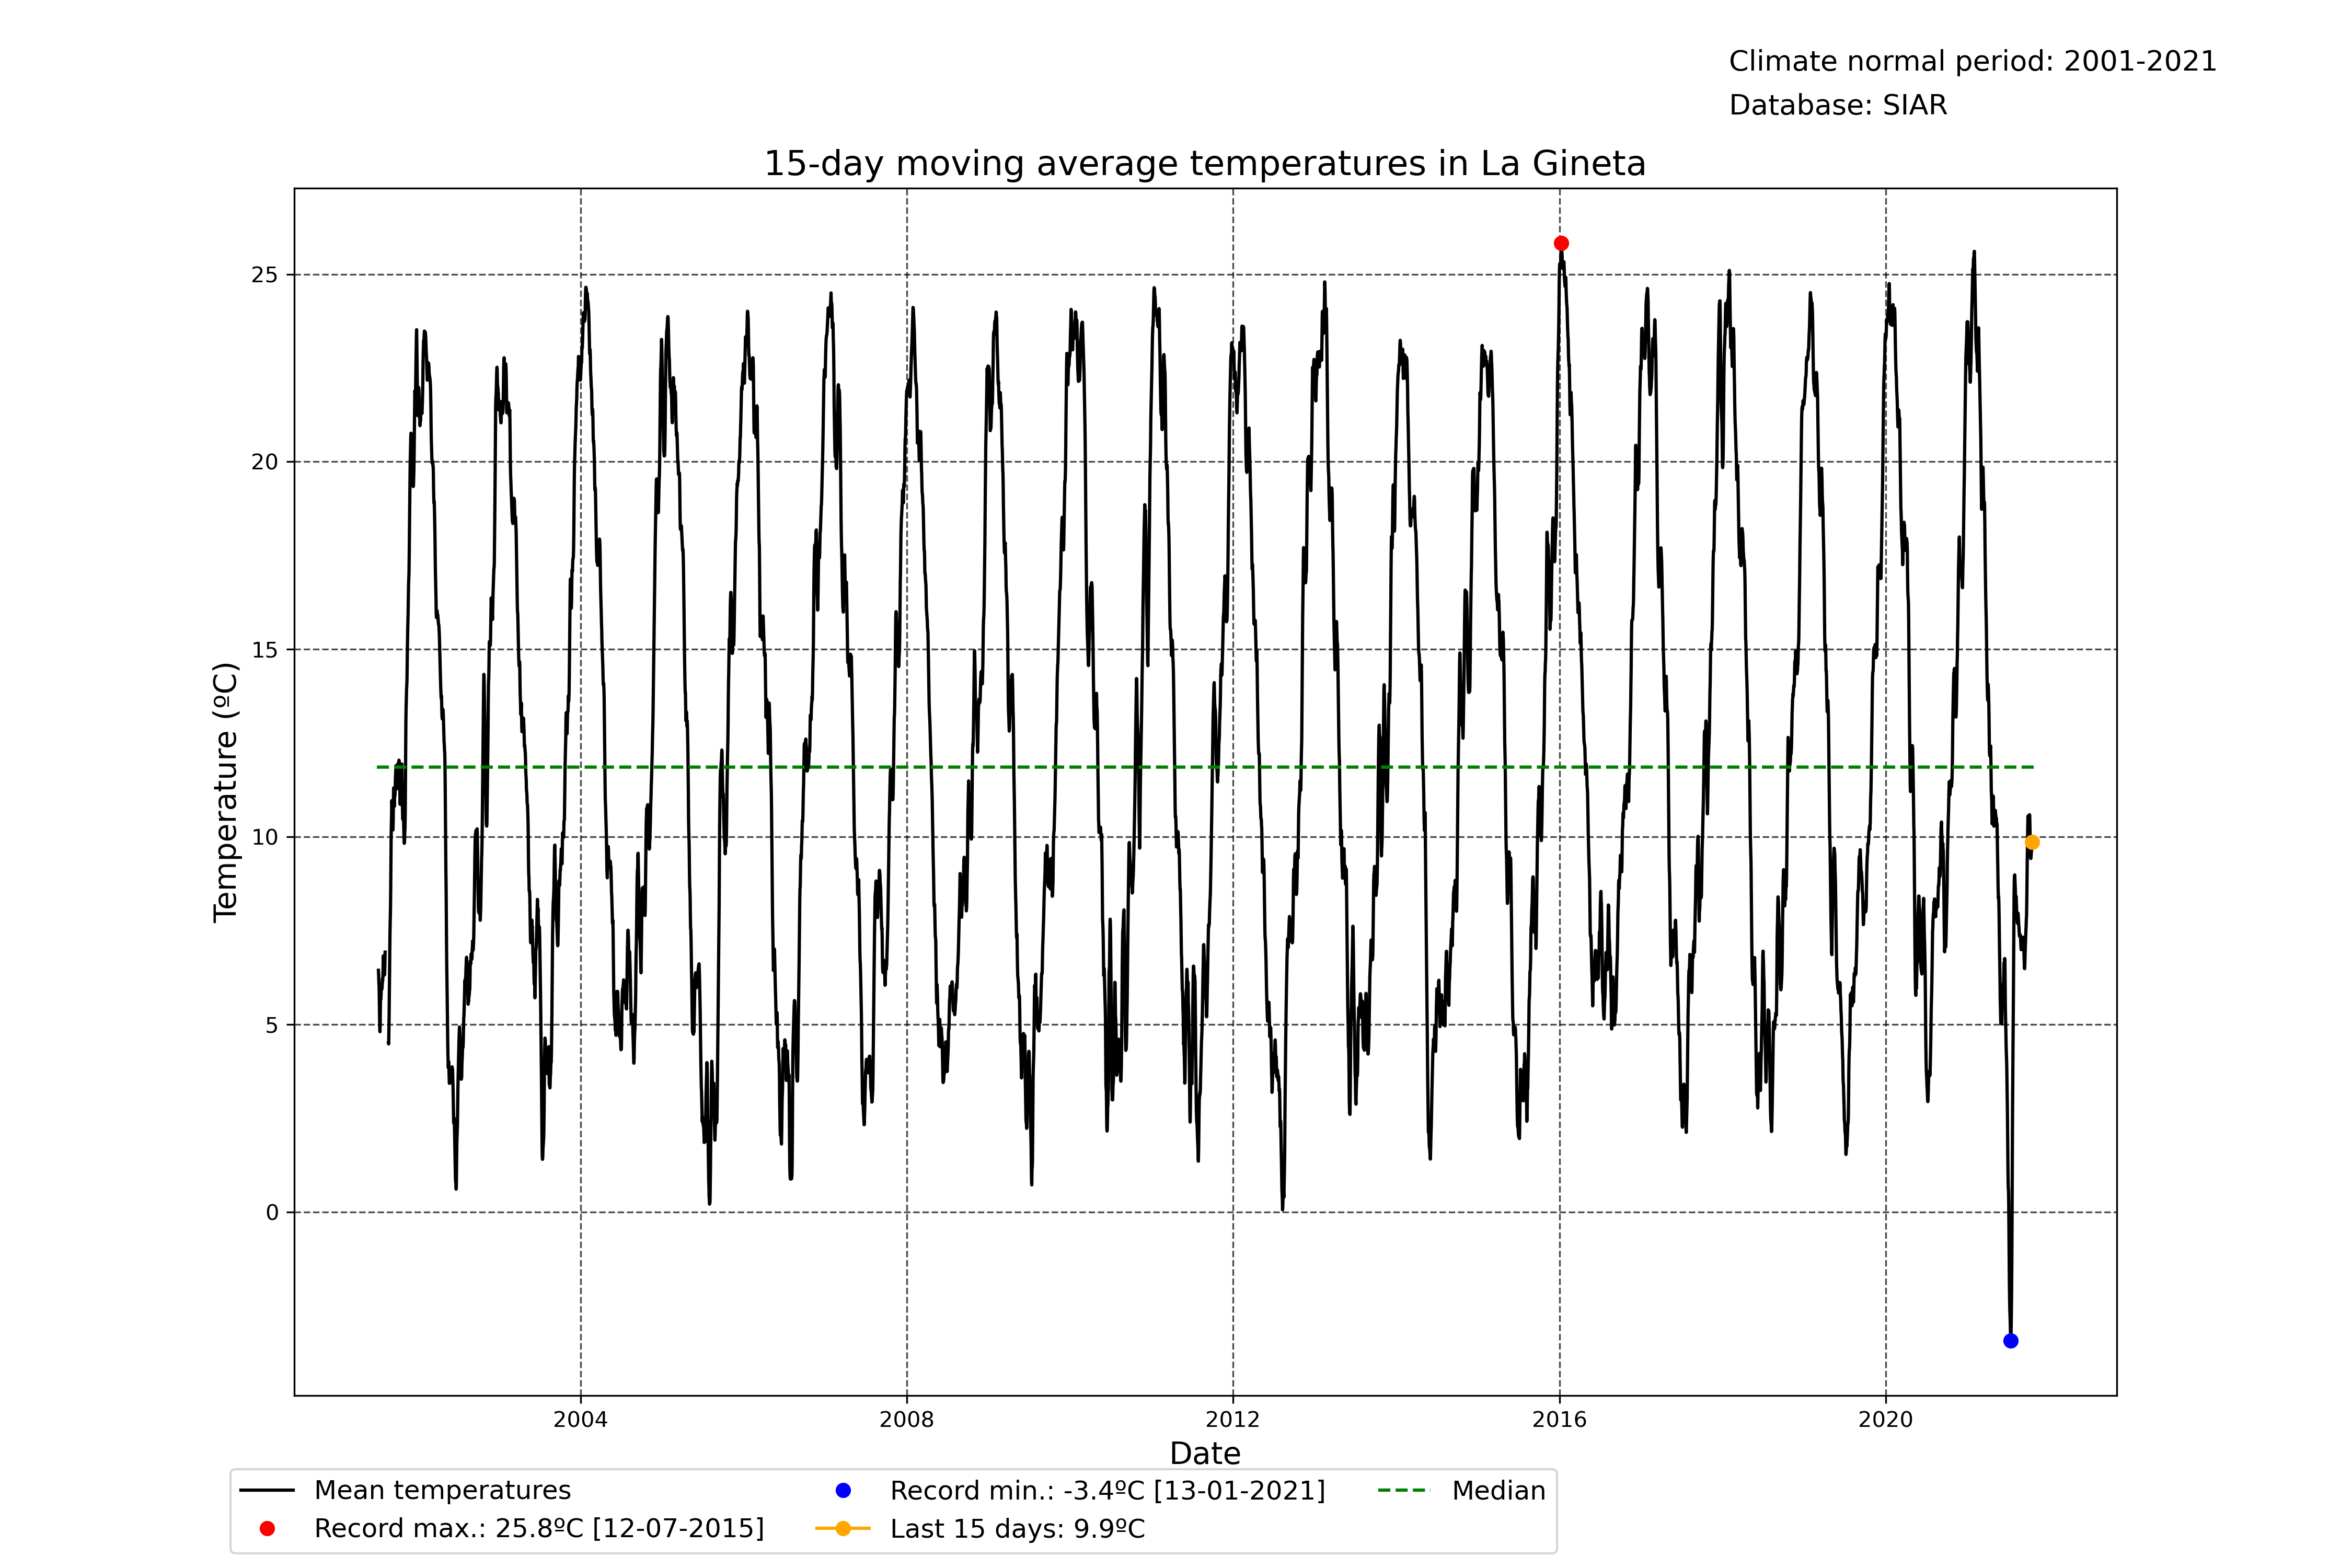 Climate normal period: 2001-2021
Database: SIAR
15-day moving average temperatures in La Gineta
25
20
15
10
5
0
Temperature (ºC)
2004 2008 2012 2016 2020
Date
Mean temperatures
Record max.: 25.8ºC [12-07-2015]
Record min.: -3.4ºC [13-01-2021]
Last 15 days: 9.9ºC
Median